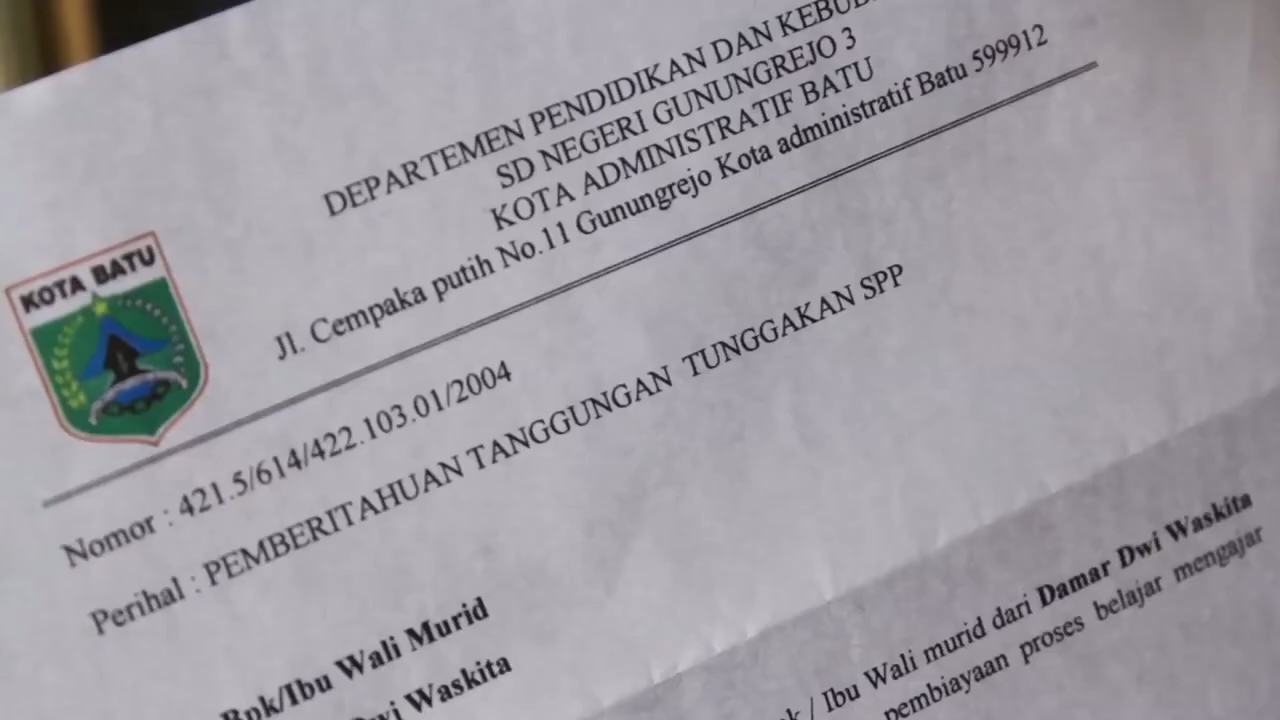 DEPARTEMEN PENDIDIKAN DAN
SD NEGERI GUNUNGREJO 3
KOTA ADMINISTRATIF BATU
Jl. Cempaka putih No.11 Gunungrejo Kota administratif Batu 599912
KOTA BATU
Nomor : 421.5/614/422.103.01/2004
Perihal : PEMBERITAHUAN TANGGUNGAN TUNGGAKAN SPP
Bpk/Ibu Wali Murid
Dwi Waskita
/ Ibu Wali murid dari Damar Dwi Waskita
pembiayaan proses belajar mengajar